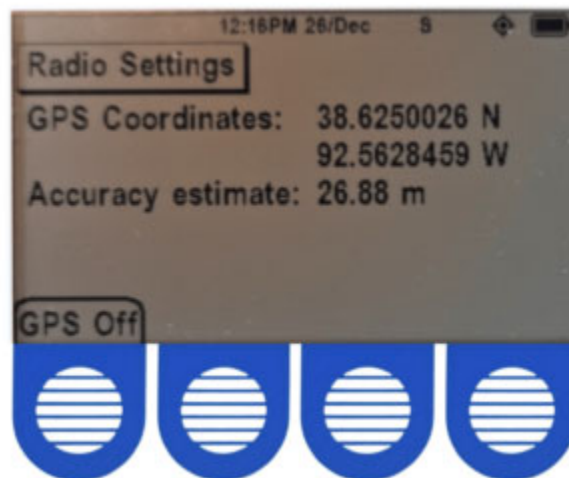 12:16PM 26/Dec S
Radio Settings
GPS Coordinates: 38.6250026 N
92.5628459 W
Accuracy estimate: 26.88 m
GPS Off